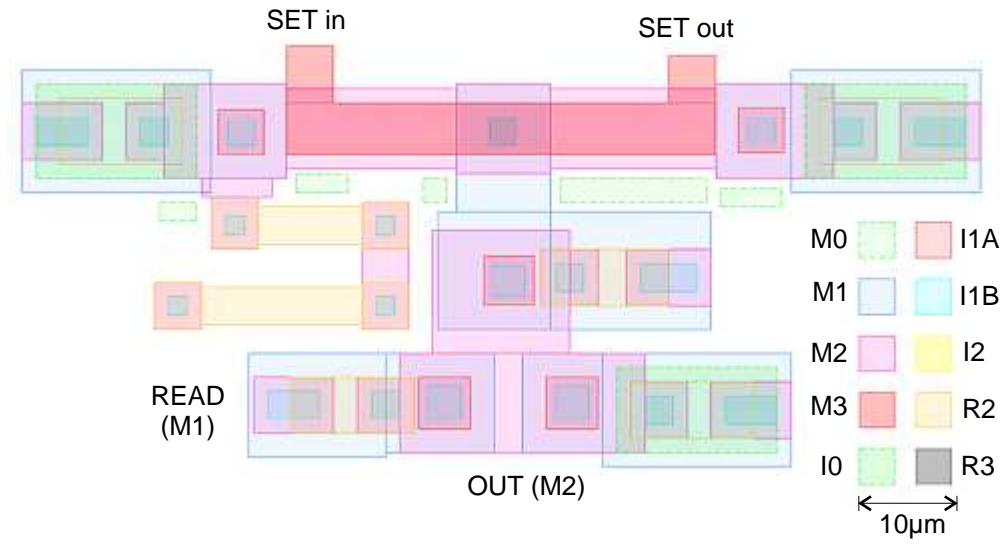 SET in
SET out
M0
I1A
M1
I1B
M2
I2
READ
(M1)
M3
R2
I0
R3
OUT (M2)
10µm